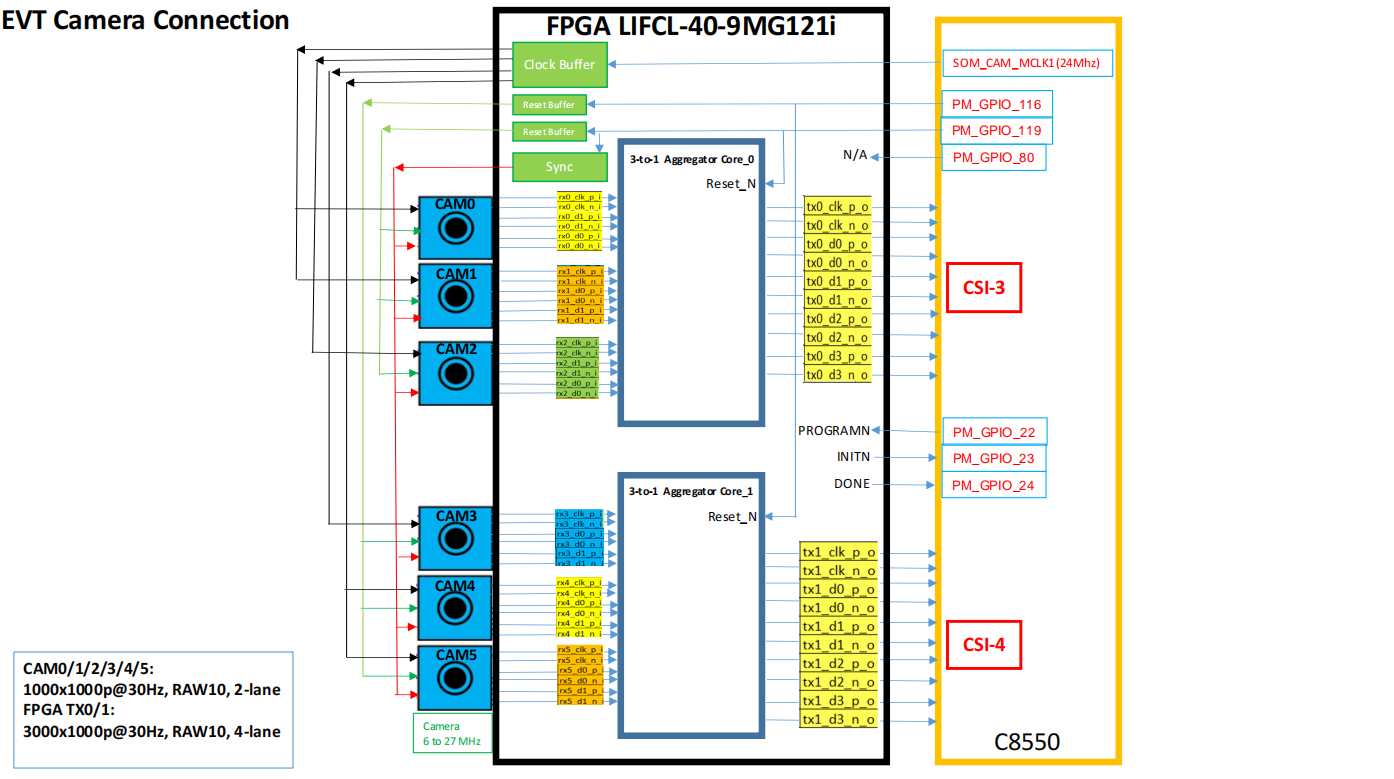 EVT Camera Connection
FPGA LIFCL-40-9MG121i
Clock Buffer
SOM_CAM_MCLK1(24Mhz)
Reset Buffer
PM_GPIO_116
Reset Buffer
PM_GPIO_119
Sync
N/A
PM_GPIO_80
3-to-1 Aggregator Core_0
Reset_N
CAM0
rx0_clk_p_i
rx0_clk_n_i
rx0_d1_p_i
rx0_d1_n_i
rx0_d0_p_i
rx0_d0_n_i
CAM1
rx1_clk_p_i
rx1_clk_n_i
rx1_d0_p_i
rx1_d0_n_i
rx1_d1_p_i
rx1_d1_n_i
CAM2
rx2_clk_p_i
rx2_clk_n_i
rx2_d1_p_i
rx2_d1_n_i
rx2_d0_p_i
rx2_d0_n_i
tx0_clk_p_o
tx0_clk_n_o
tx0_d0_p_o
tx0_d0_n_o
tx0_d1_p_o
tx0_d1_n_o
tx0_d2_p_o
tx0_d2_n_o
tx0_d3_p_o
tx0_d3_n_o
CSI-3
PROGRAMN
PM_GPIO_22
INITN
PM_GPIO_23
DONE
PM_GPIO_24
3-to-1 Aggregator Core_1
Reset_N
CAM3
rx3_clk_p_i
rx3_clk_n_i
rx3_d0_p_i
rx3_d0_n_i
rx3_d1_p_i
rx3_d1_n_i
CAM4
rx4_clk_p_i
rx4_clk_n_i
rx4_d0_p_i
rx4_d0_n_i
rx4_d1_p_i
rx4_d1_n_i
CAM5
rx5_clk_p_i
rx5_clk_n_i
rx5_d0_p_i
rx5_d0_n_i
rx5_d1_p_i
rx5_d1_n_i
tx1_clk_p_o
tx1_clk_n_o
tx1_d0_p_o
tx1_d0_n_o
tx1_d1_p_o
tx1_d1_n_o
tx1_d2_p_o
tx1_d2_n_o
tx1_d3_p_o
tx1_d3_n_o
CSI-4
C8550
CAM0/1/2/3/4/5:
1000x1000p@30Hz, RAW10, 2-lane
FPGA TX0/1:
3000x1000p@30Hz, RAW10, 4-lane
Camera
6 to 27 MHz